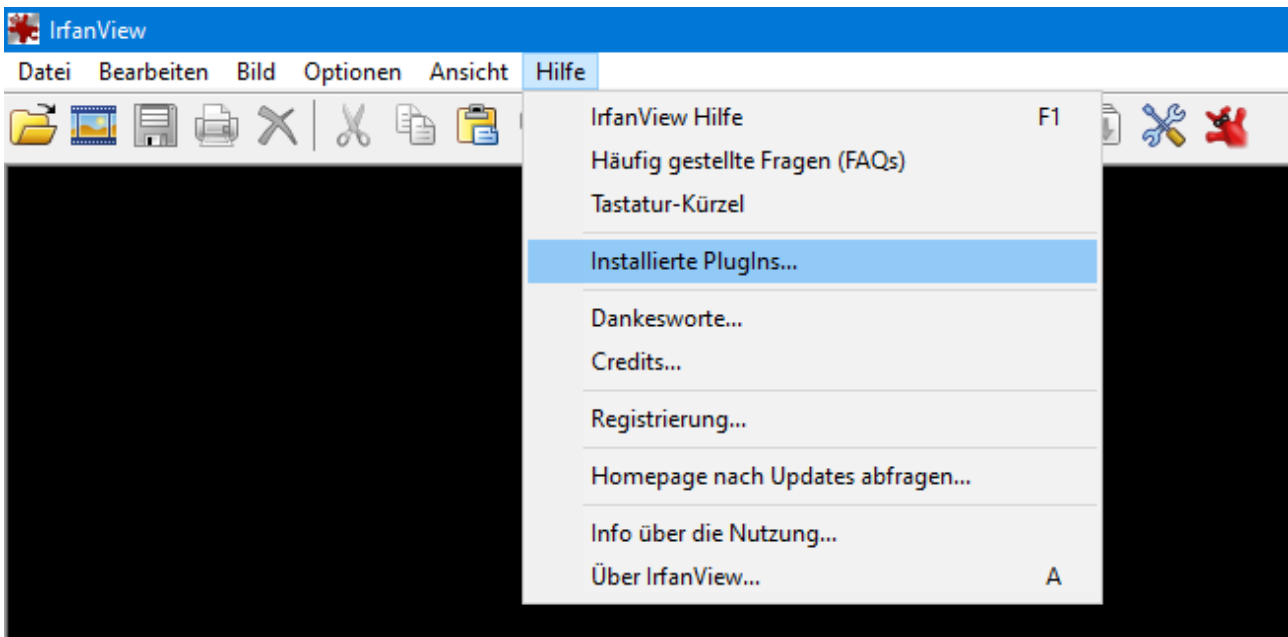 IrfanView
Datei Bearbeiten Bild Optionen Ansicht Hilfe
IrfanView Hilfe F1
Häufig gestellte Fragen (FAQs)
Tastatur-Kürzel
Installierte PlugIns...
Dankesworte...
Credits...
Registrierung...
Homepage nach Updates abfragen...
Info über die Nutzung...
Über IrfanView... A